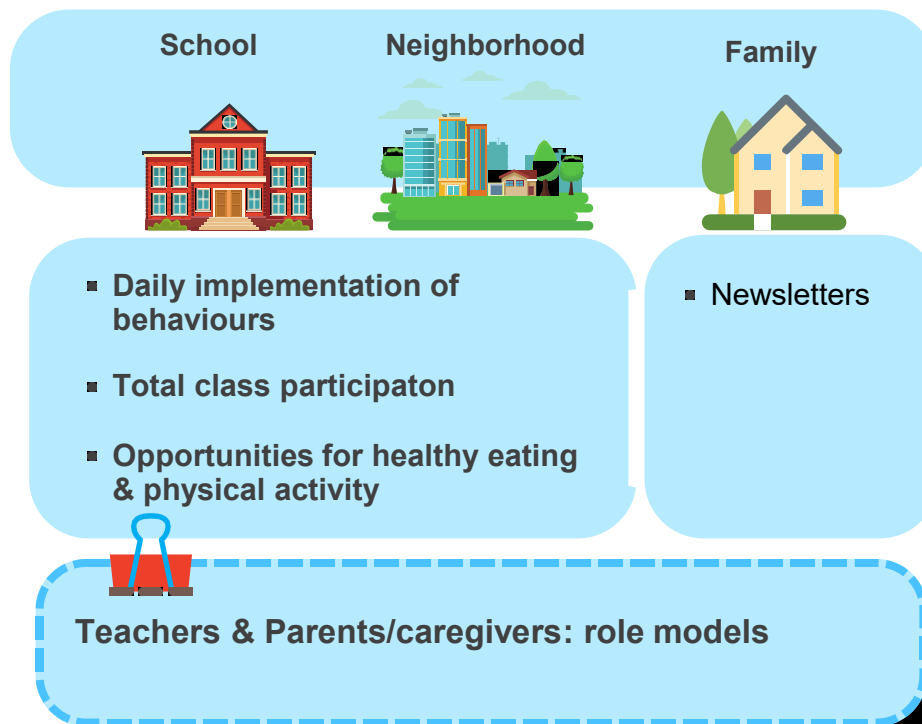 School
Neighborhood
Family
▪ Daily implementation of
behaviours
▪ Total class participaton
▪ Opportunities for healthy eating
& physical activity
▪ Newsletters
Teachers & Parents/caregivers: role models